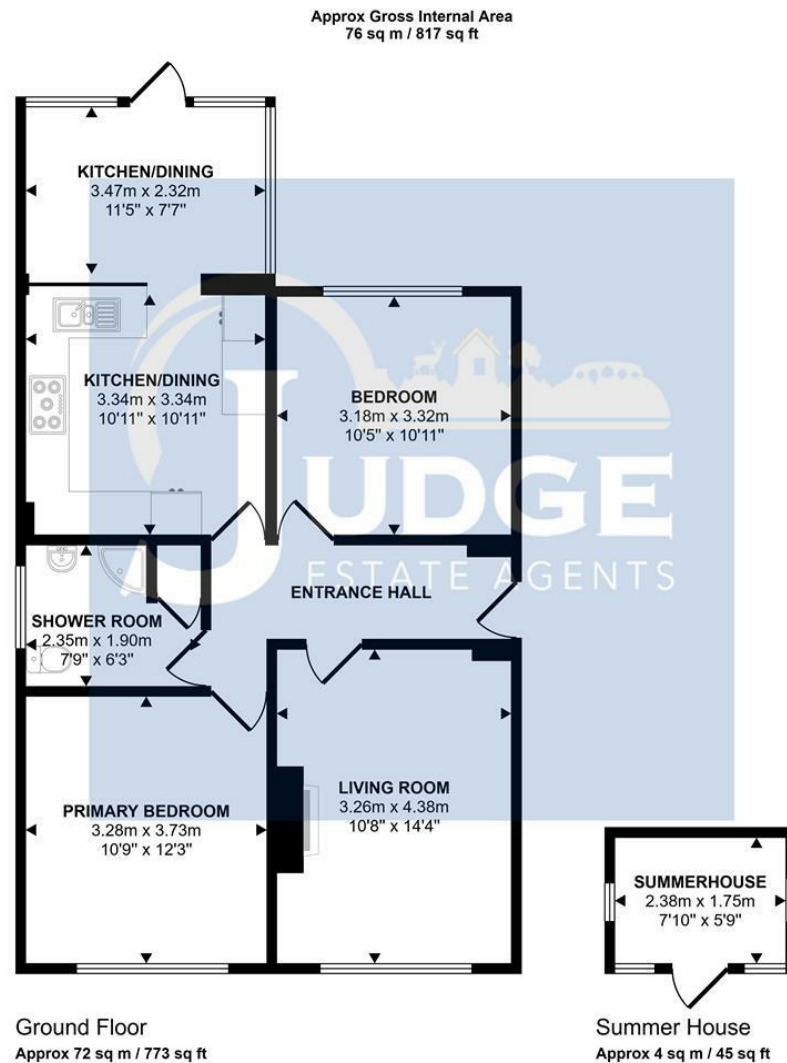 Approx Gross Internal Area
76 sq m / 817 sq ft
KITCHEN/DINING
3.47m x 2.32m
11'5" x 7'7"
KITCHEN/DINING
3.34m x 3.34m
10'11" x 10'11"
BEDROOM
3.18m x 3.32m
10'5" x 10'11"
JUDGE
ESTATE AGENTS
ENTRANCE HALL
SHOWER ROOM
2.35m x 1.90m
7'9" x 6'3"
PRIMARY BEDROOM
3.28m x 3.73m
10'9" x 12'3"
LIVING ROOM
3.26m x 4.38m
10'8" x 14'4"
SUMMERHOUSE
2.38m x 1.75m
7'10" x 5'9"
Ground Floor
Approx 72 sq m / 773 sq ft
Summer House
Approx 4 sq m / 45 sq ft